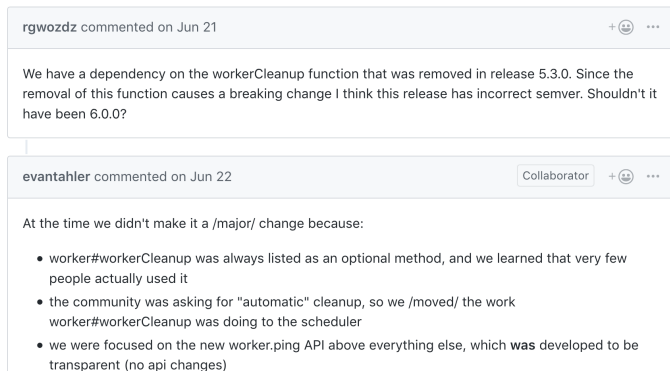 rgwozdz commented on Jun 21
We have a dependency on the workerCleanup function that was removed in release 5.3.0. Since the
removal of this function causes a breaking change I think this release has incorrect semver. Shouldn't it
have been 6.0.0?
evantahler commented on Jun 22 Collaborator
At the time we didn't make it a /major/ change because:
• worker#workerCleanup was always listed as an optional method, and we learned that very few
people actually used it
• the community was asking for "automatic" cleanup, so we /moved/ the work
worker#workerCleanup was doing to the scheduler
• we were focused on the new worker.ping API above everything else, which was developed to be
transparent (no api changes)